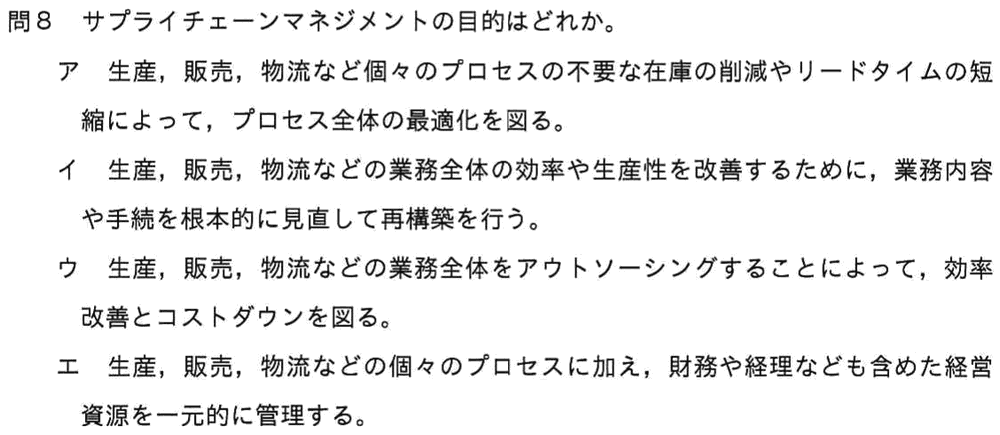 問8 サプライチェーンマネジメントの目的はどれか。
ア 生産,販売,物流など個々のプロセスの不要な在庫の削減やリードタイムの短
縮によって,プロセス全体の最適化を図る。
イ 生産,販売,物流などの業務全体の効率や生産性を改善するために,業務内容
や手続を根本的に見直して再構築を行う。
ウ 生産,販売,物流などの業務全体をアウトソーシングすることによって,効率
改善とコストダウンを図る。
エ 生産,販売,物流などの個々のプロセスに加え,財務や経理なども含めた経営
資源を一元的に管理する。